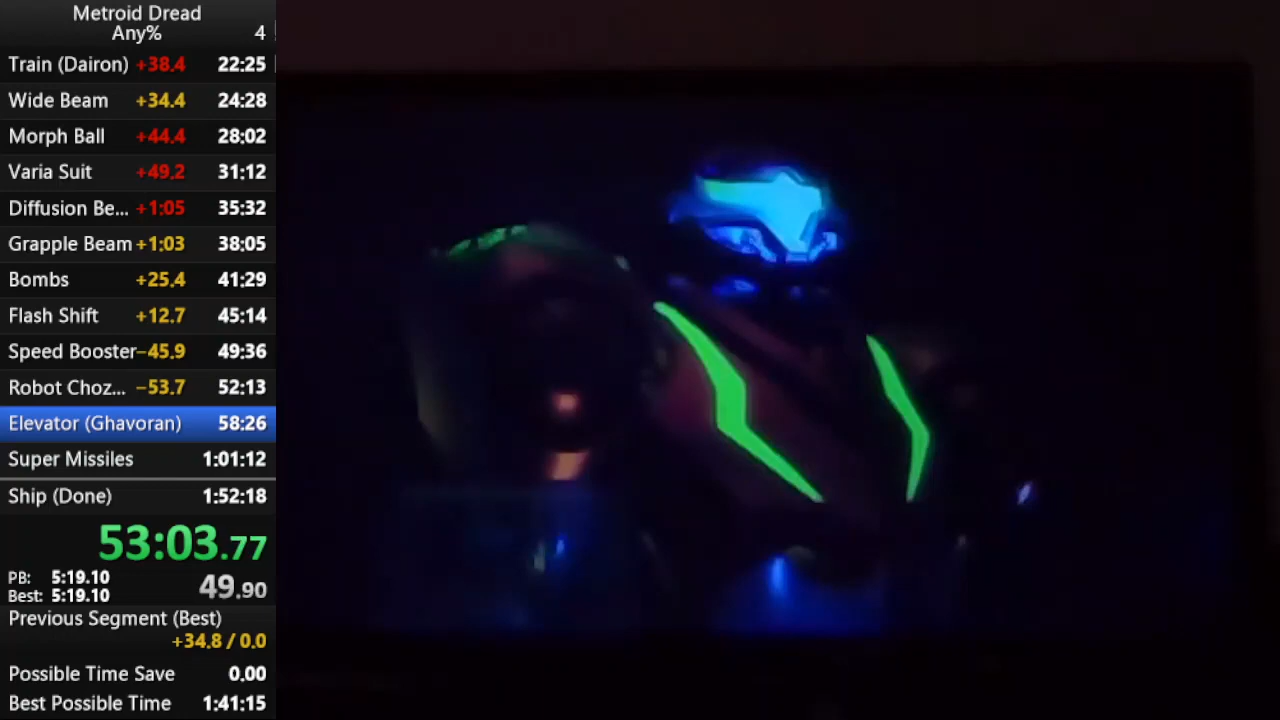 Metroid Dread
Any%
4
Train (Dairon) +38.4 22:25
Wide Beam +34.4 24:28
Morph Ball +44.4 28:02
Varia Suit +49.2 31:12
Diffusion Be... +1:05 35:32
Grapple Beam +1:03 38:05
Bombs +25.4 41:29
Flash Shift +12.7 45:14
Speed Booster −45.9 49:36
Robot Choz... −53.7 52:13
Elevator (Ghavoran) 58:26
Super Missiles 1:01:12
Ship (Done) 1:52:18
53:03.77
PB: 5:19.10
Best: 5:19.10
49.90
Previous Segment (Best)
+34.8 / 0.0
Possible Time Save 0.00
Best Possible Time 1:41:15